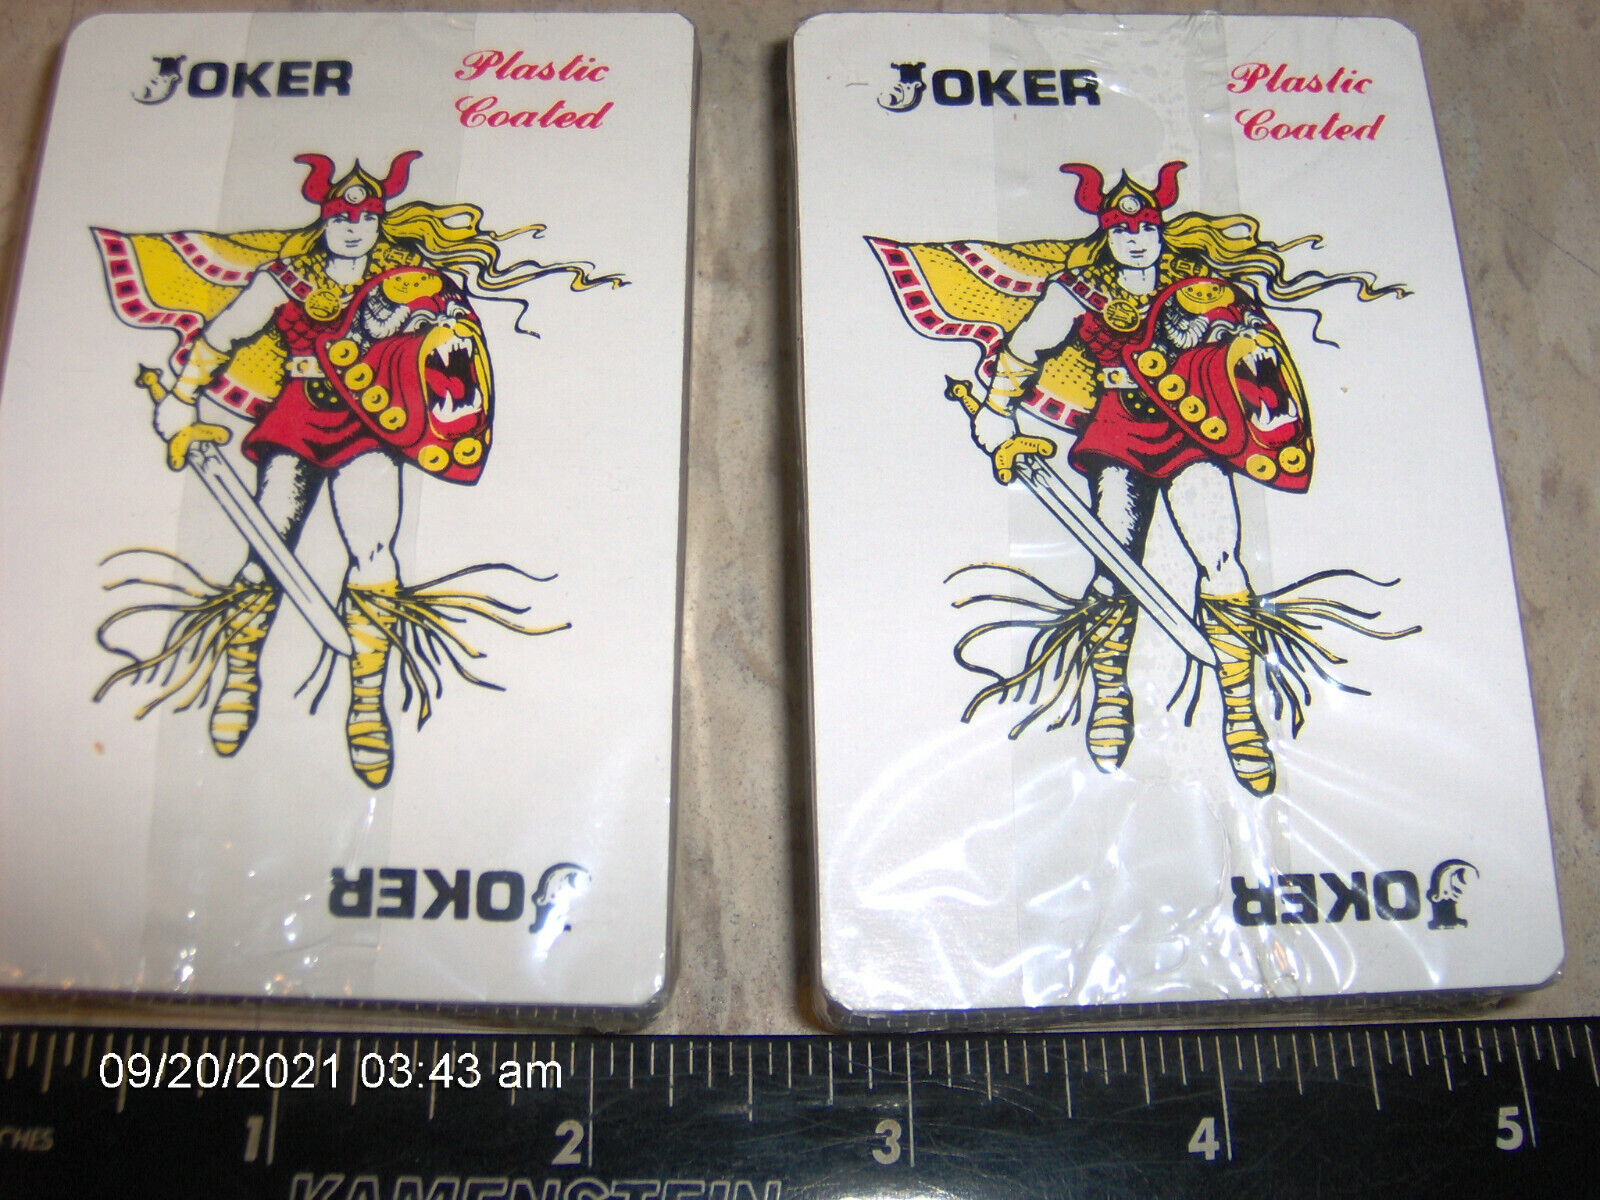 JOKER
Plastic
Coated
JOKER
JOKER
Plastic
Coated
JOKER
09/20/2021 03:43 am
1 2 3 4 5
KAMENSTEIN